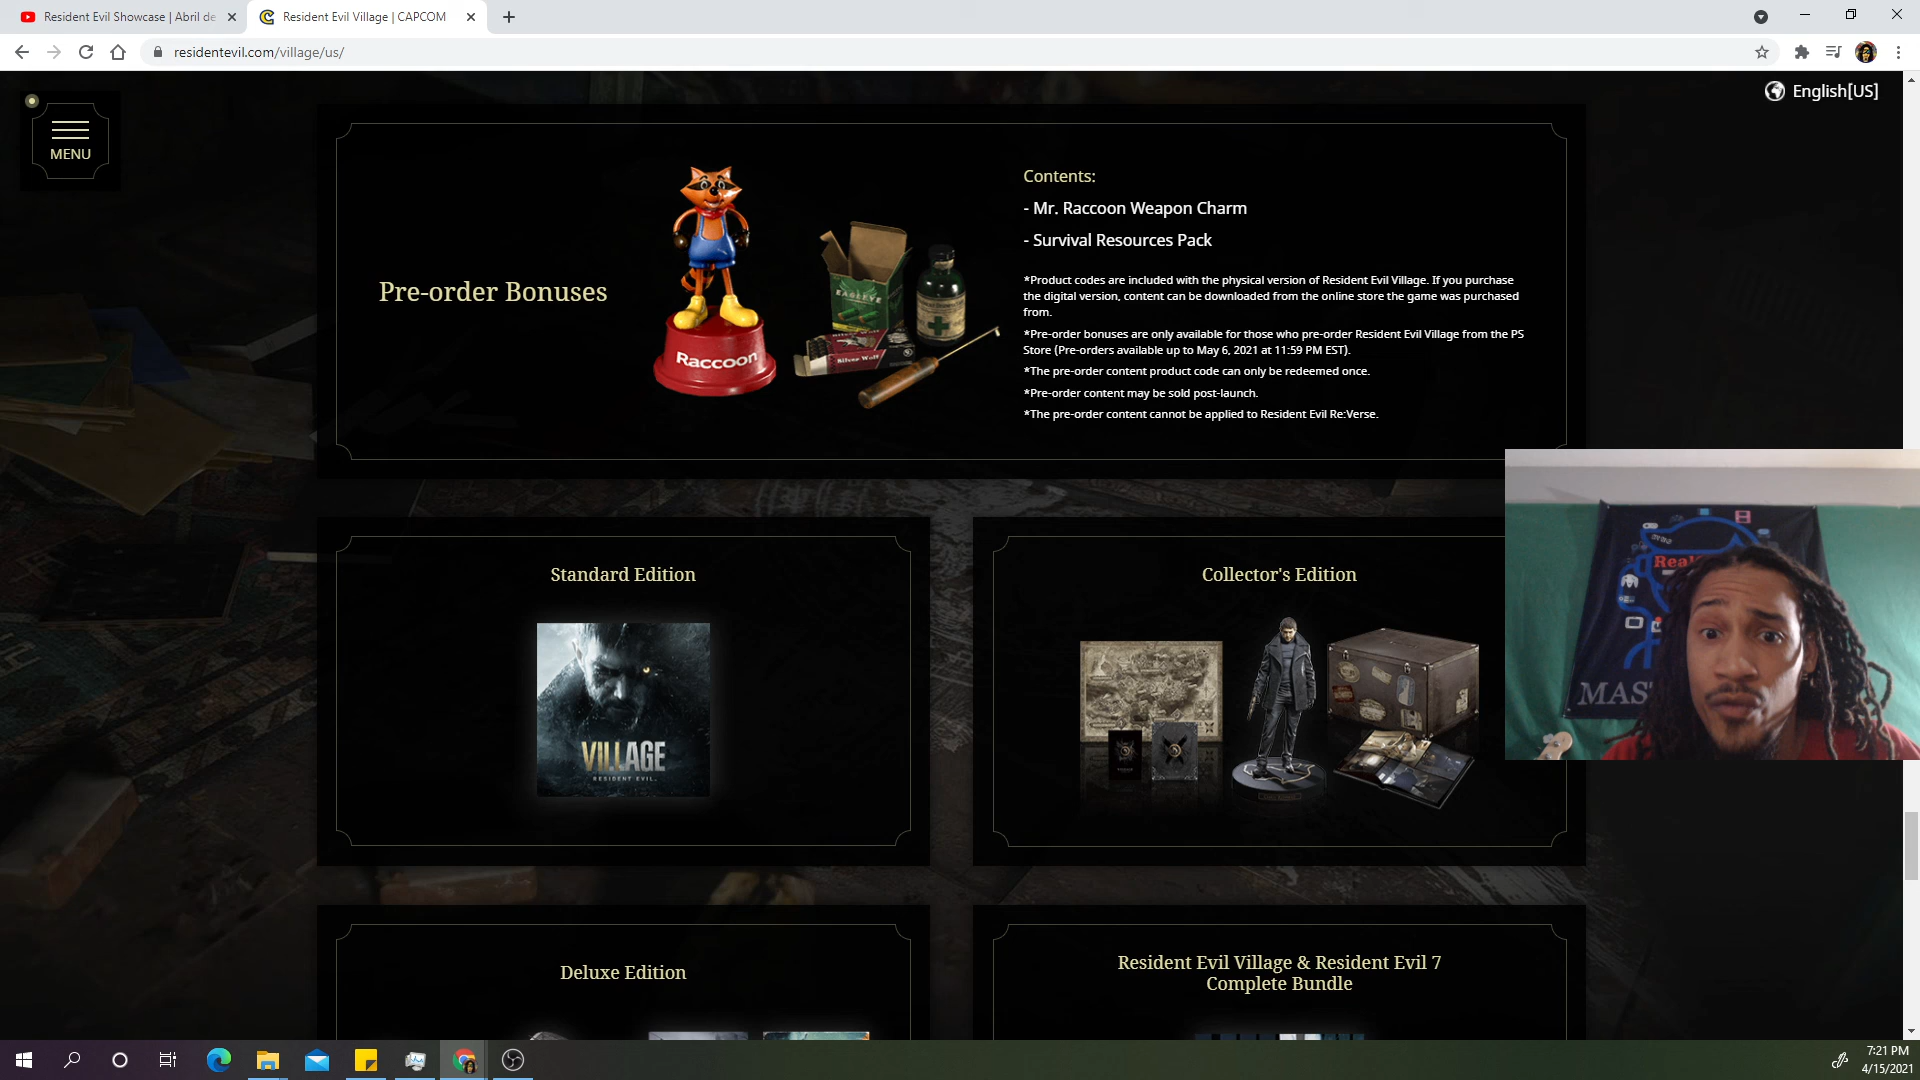 Resident Evil Showcase | Abril de
Resident Evil Village | CAPCOM
residentevil.com/village/us/
English[US]
MENU
Pre-order Bonuses
Raccoon
EAGLEYE
Silver Wolf
Contents:
- Mr. Raccoon Weapon Charm
- Survival Resources Pack
*Product codes are included with the physical version of Resident Evil Village. If you purchase
the digital version, content can be downloaded from the online store the game was purchased
from.
*Pre-order bonuses are only available for those who pre-order Resident Evil Village from the PS
Store (Pre-orders available up to May 6, 2021 at 11:59 PM EST).
*The pre-order content product code can only be redeemed once.
*Pre-order content may be sold post-launch.
*The pre-order content cannot be applied to Resident Evil Re:Verse.
Standard Edition
VILLAGE
RESIDENT EVIL
Collector's Edition
Real
MAS
Deluxe Edition
Resident Evil Village & Resident Evil 7
Complete Bundle
7:21 PM
4/15/2021